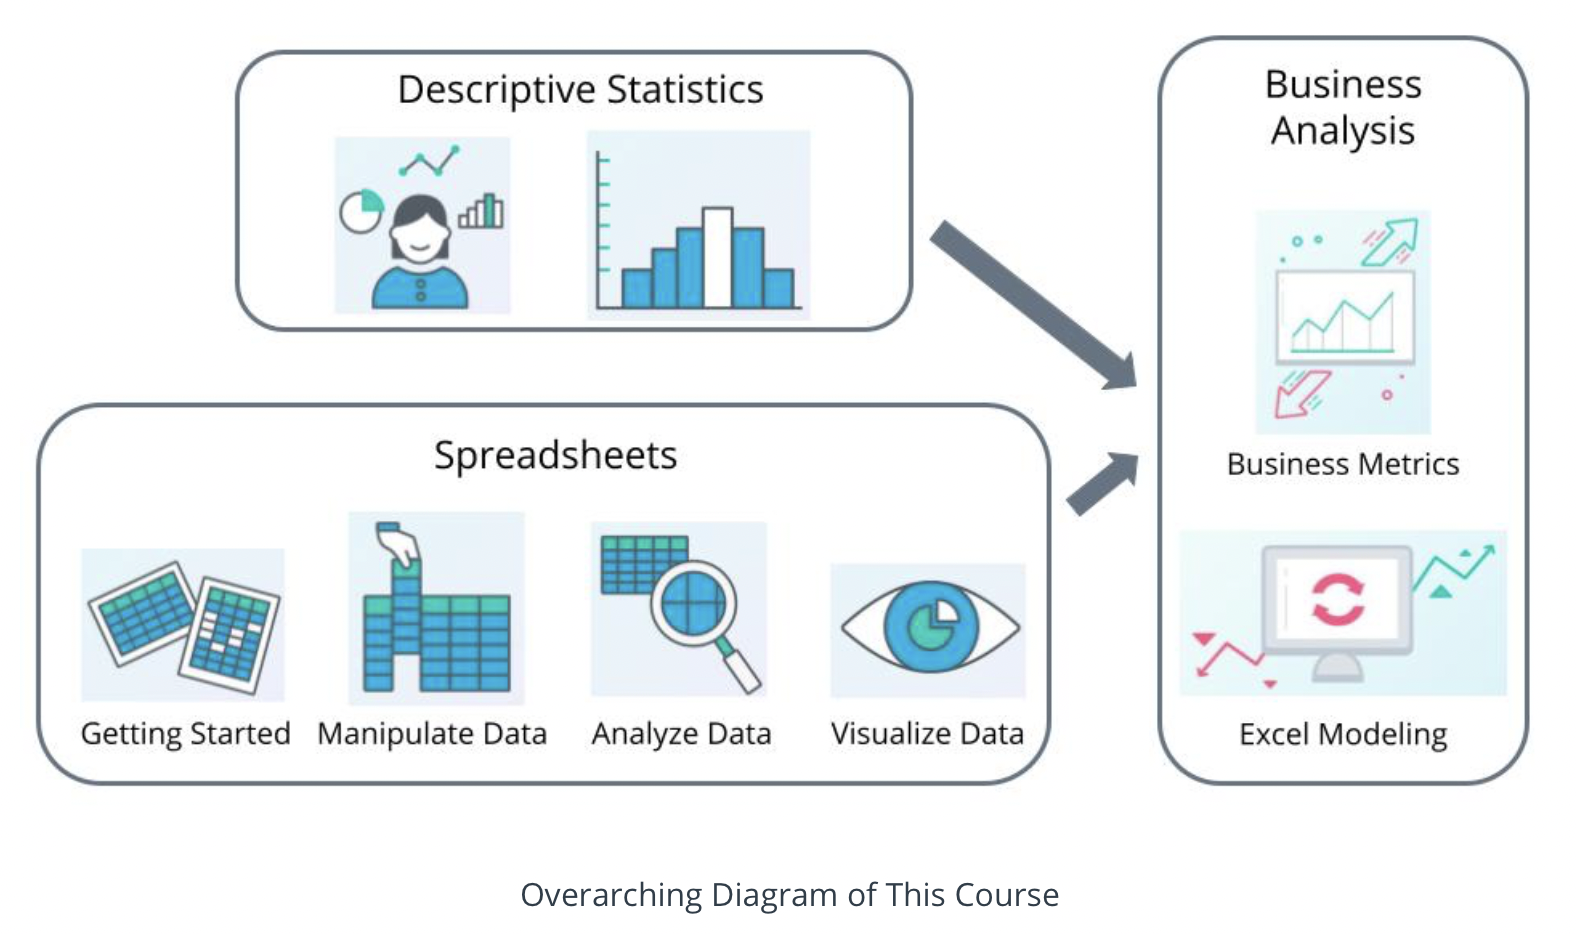 Descriptive Statistics
Business
Analysis
Spreadsheets
Business Metrics
Getting Started
Manipulate Data
Analyze Data
Visualize Data
Excel Modeling
Overarching Diagram of This Course